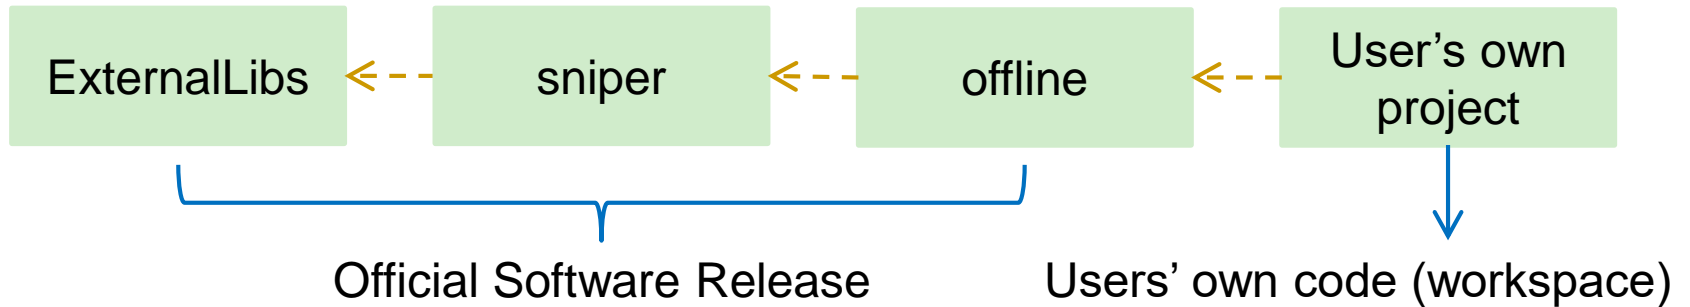 ExternalLibs
sniper
offline
User’s own
project
Official Software Release
Users’ own code (workspace)